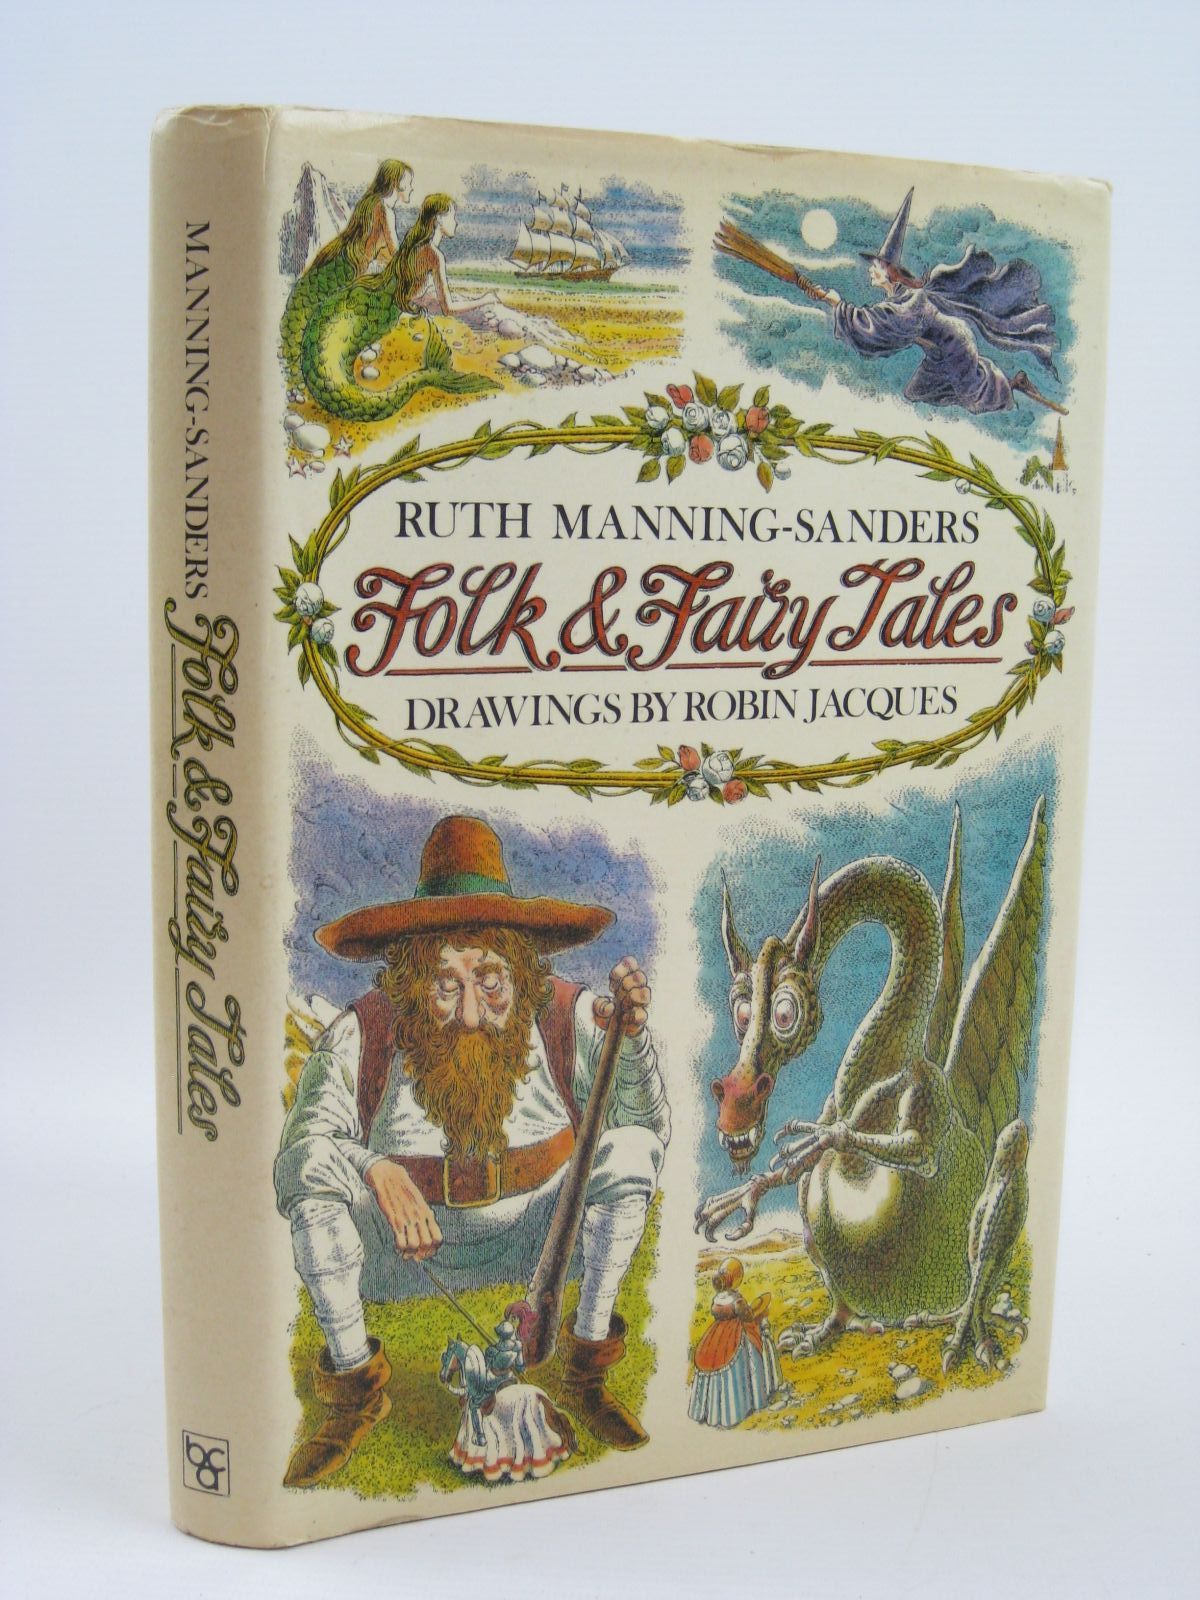 RUTH MANNING-SANDERS
Folk & Fairy Tales
DRAWINGS BY ROBIN JACQUES
MANNING-SANDERS Folk & Fairy Tales
bca